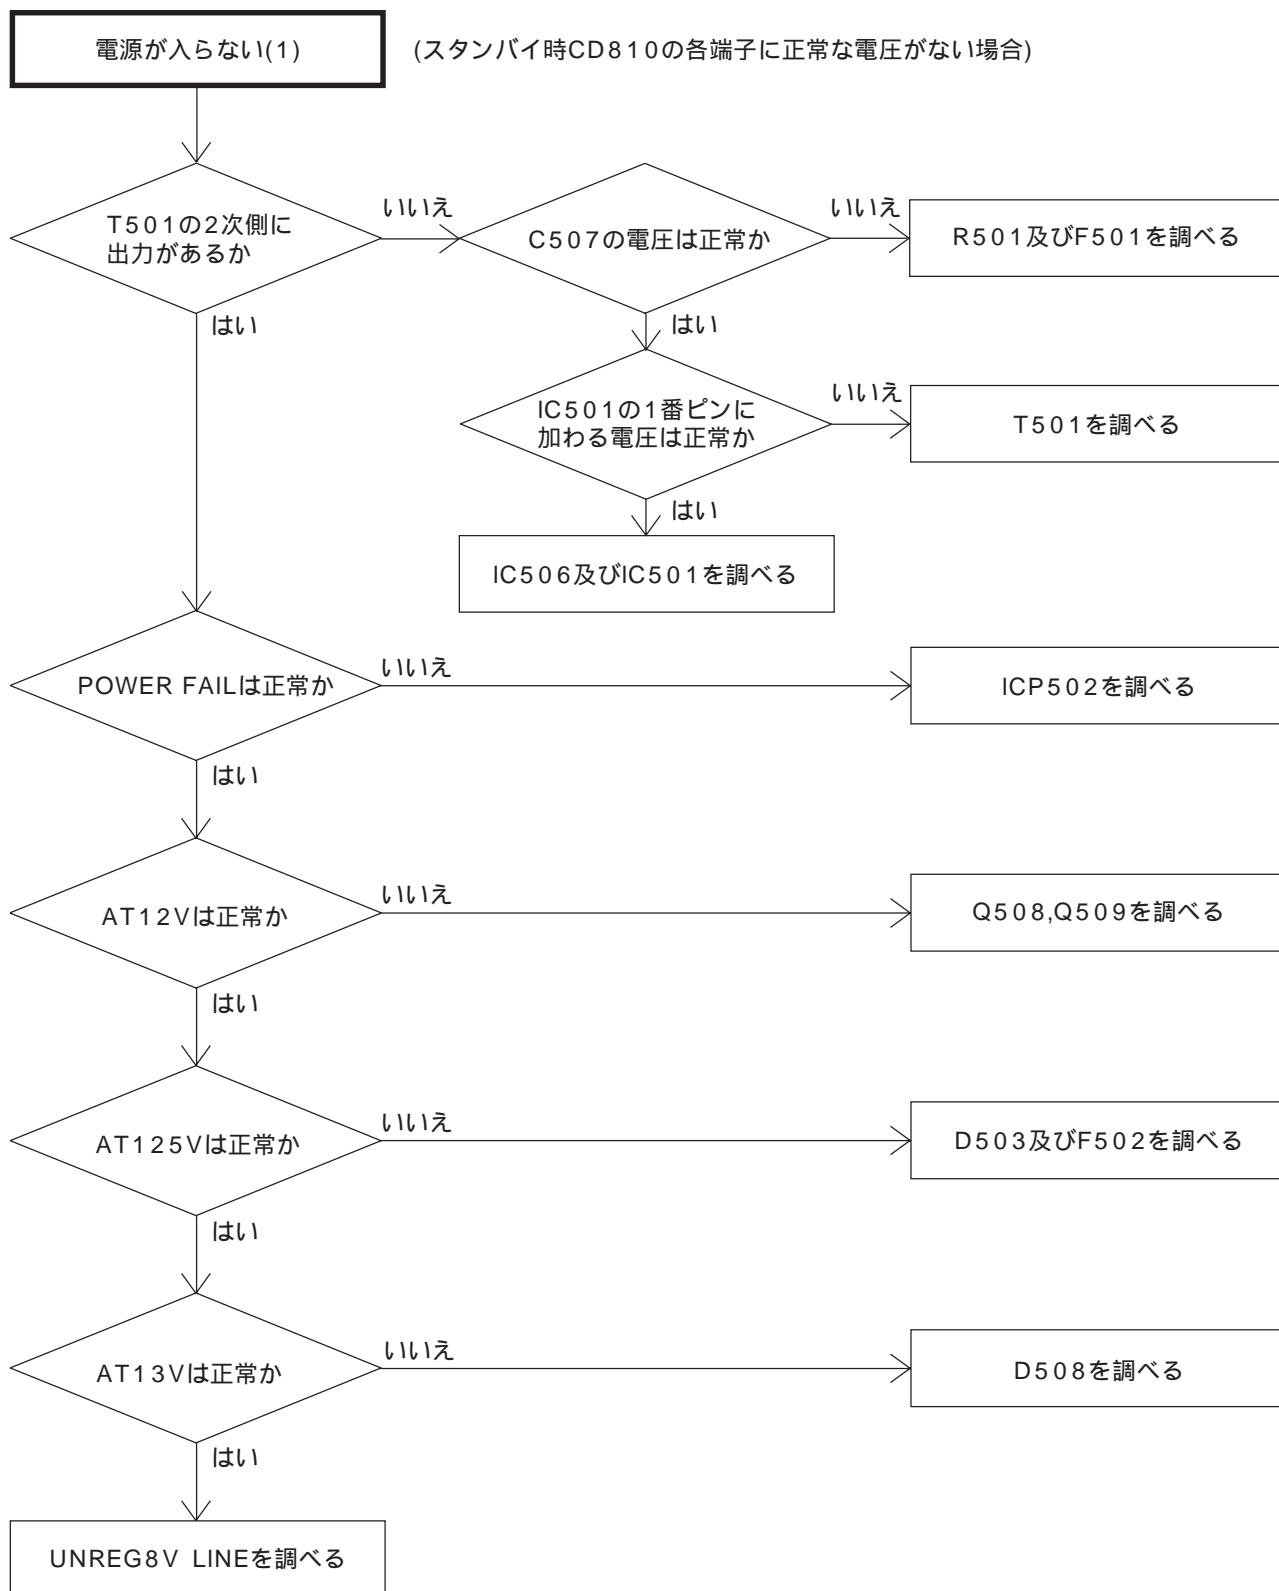 電源が入らない(1)
(スタンバイ時CD810の各端子に正常な電圧がない場合)
T501の2次側に
出力があるか
いいえ
C507の電圧は正常か
いいえ
R501及びF501を調べる
はい
はい
IC501の1番ピンに
加わる電圧は正常か
いいえ
T501を調べる
はい
IC506及びIC501を調べる
POWER FAILは正常か
いいえ
ICP502を調べる
はい
AT12Vは正常か
いいえ
Q508,Q509を調べる
はい
AT125Vは正常か
いいえ
D503及びF502を調べる
はい
AT13Vは正常か
いいえ
D508を調べる
はい
UNREG8V LINEを調べる